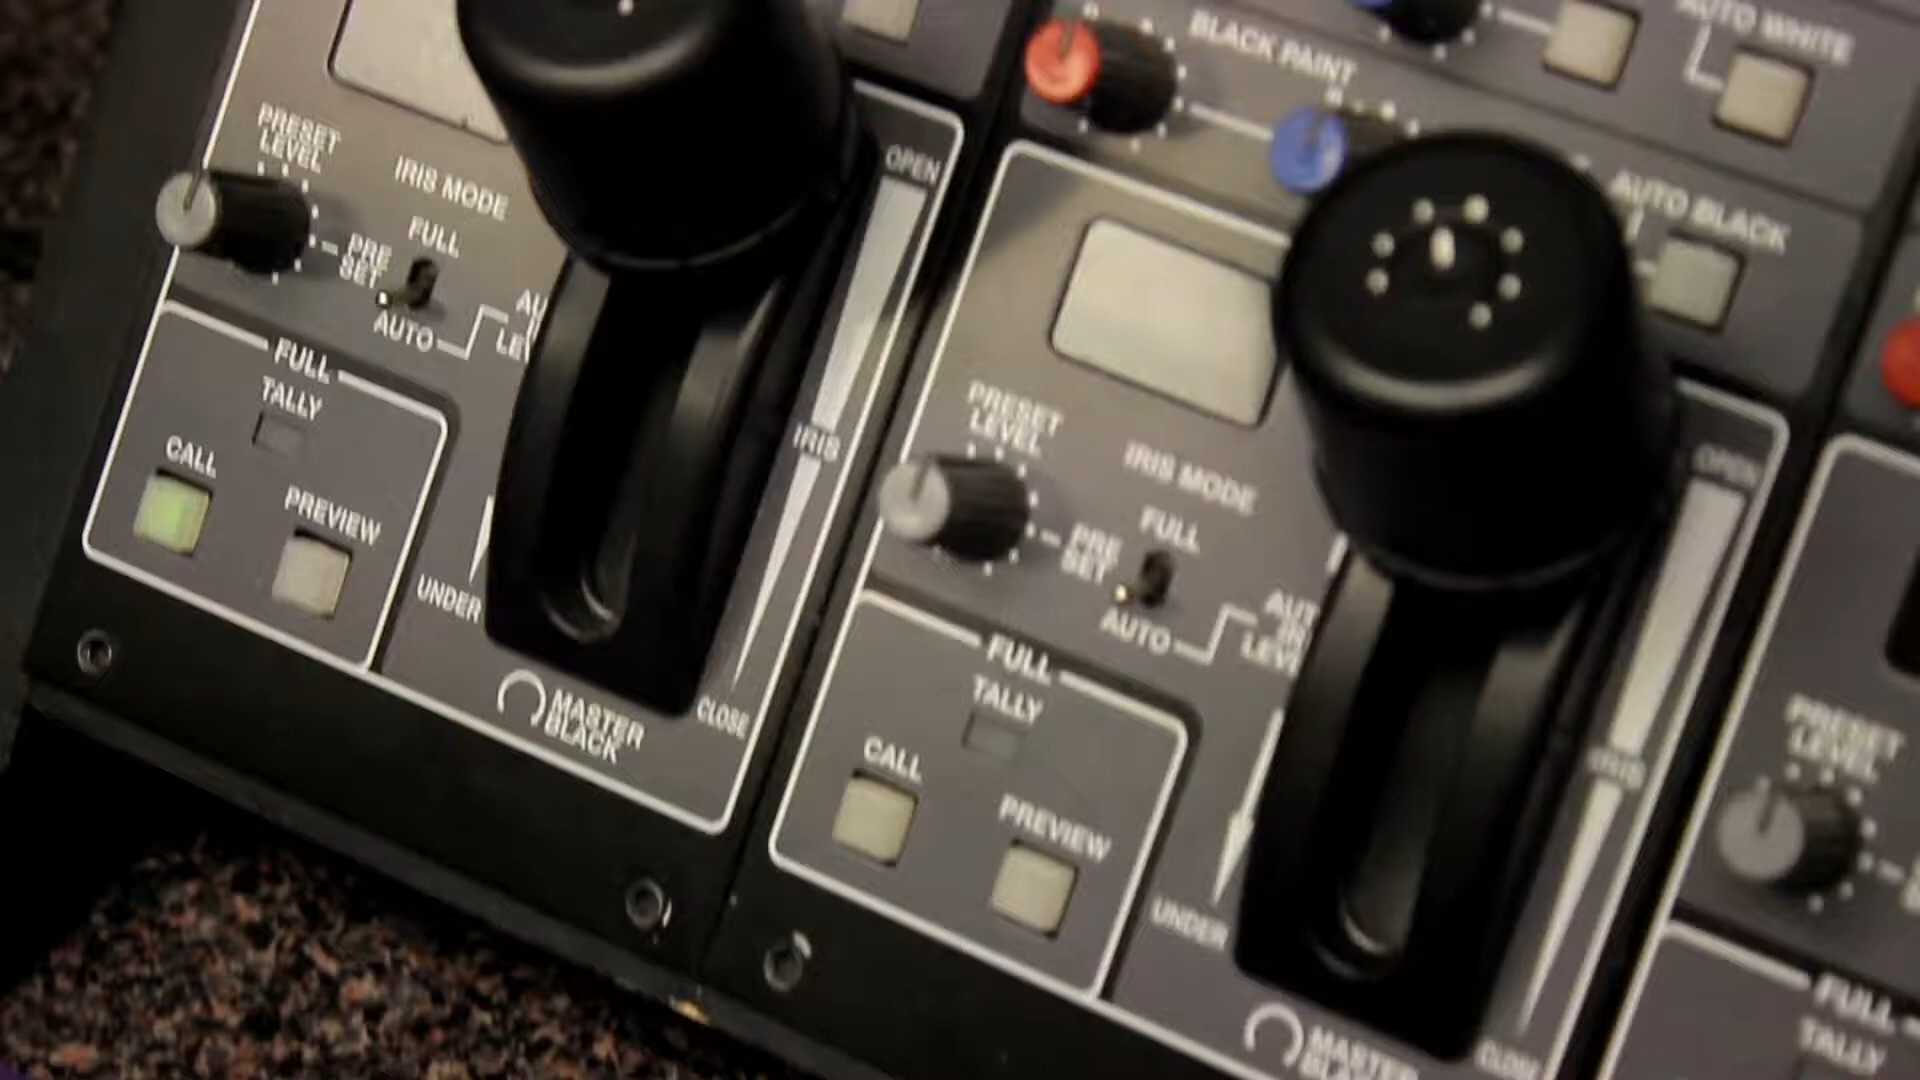 BLACK PAINT
AUTO WHITE
AUTO BLACK
PRESET
LEVEL
IRIS MODE
FULL
PRE
SET
AUTO
OPEN
IRIS
CLOSE
FULL
TALLY
CALL
PREVIEW
UNDER
MASTER
BLACK
PRESET
LEVEL
IRIS MODE
FULL
PRE
SET
AUTO
OPEN
IRIS
CLOSE
FULL
TALLY
CALL
PREVIEW
UNDER
MASTER
BLACK
PRESET
LEVEL
FULL
TALLY